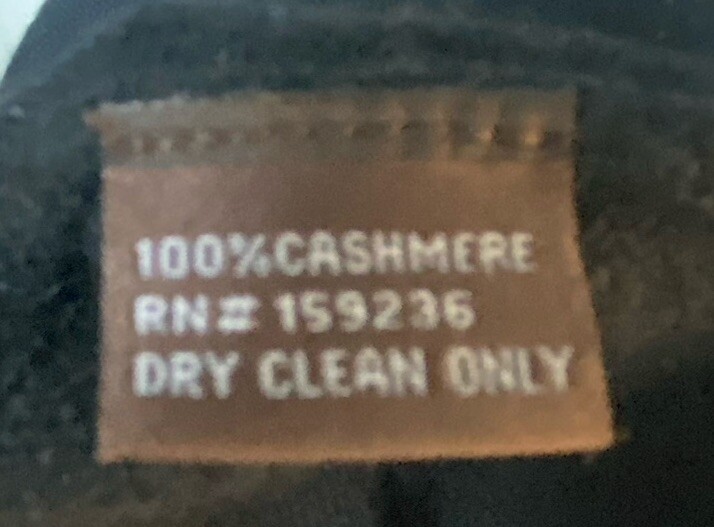 100%CASHMERE
RN# 159236
DRY CLEAN ONLY